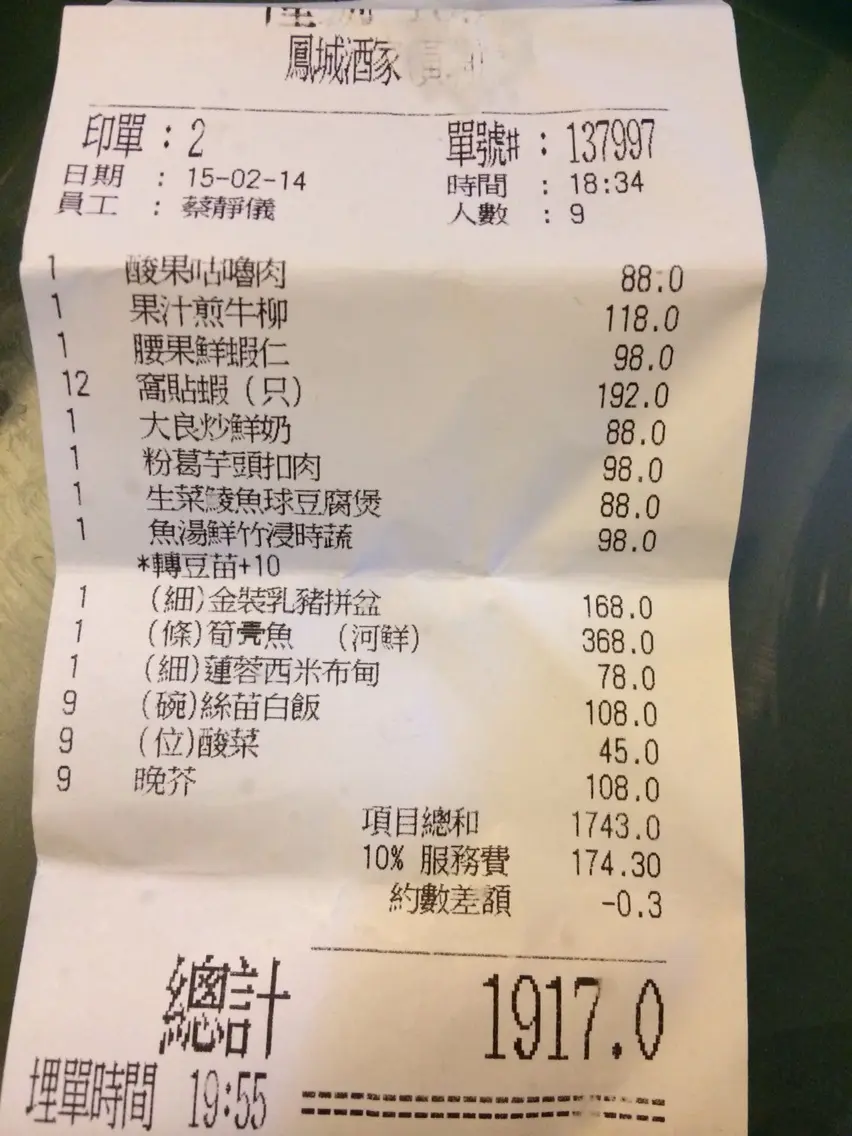 鳳城酒家
印單：2 單號#：137997
日期 ：15-02-14 時間 ：18:34
員工 ：蔡靜儀 人數 ：9
1 酸果咕嚕肉 88.0
1 果汁煎牛柳 118.0
1 腰果鮮蝦仁 98.0
12 窩貼蝦（只） 192.0
1 大良炒鮮奶 88.0
1 粉葛芋頭扣肉 98.0
1 生菜鯪魚球豆腐煲 88.0
1 魚湯鮮竹浸時蔬 98.0
*轉豆苗+10
1 (細)金裝乳豬拼盆 168.0
1 (條)筍壳魚 (河鮮) 368.0
1 (細)蓮蓉西米布甸 78.0
9 (碗)絲苗白飯 108.0
9 (位)酸菜 45.0
9 晚芥 108.0
項目總和 1743.0
10% 服務費 174.30
約數差額 -0.3
總計 1917.0
埋單時間 19:55